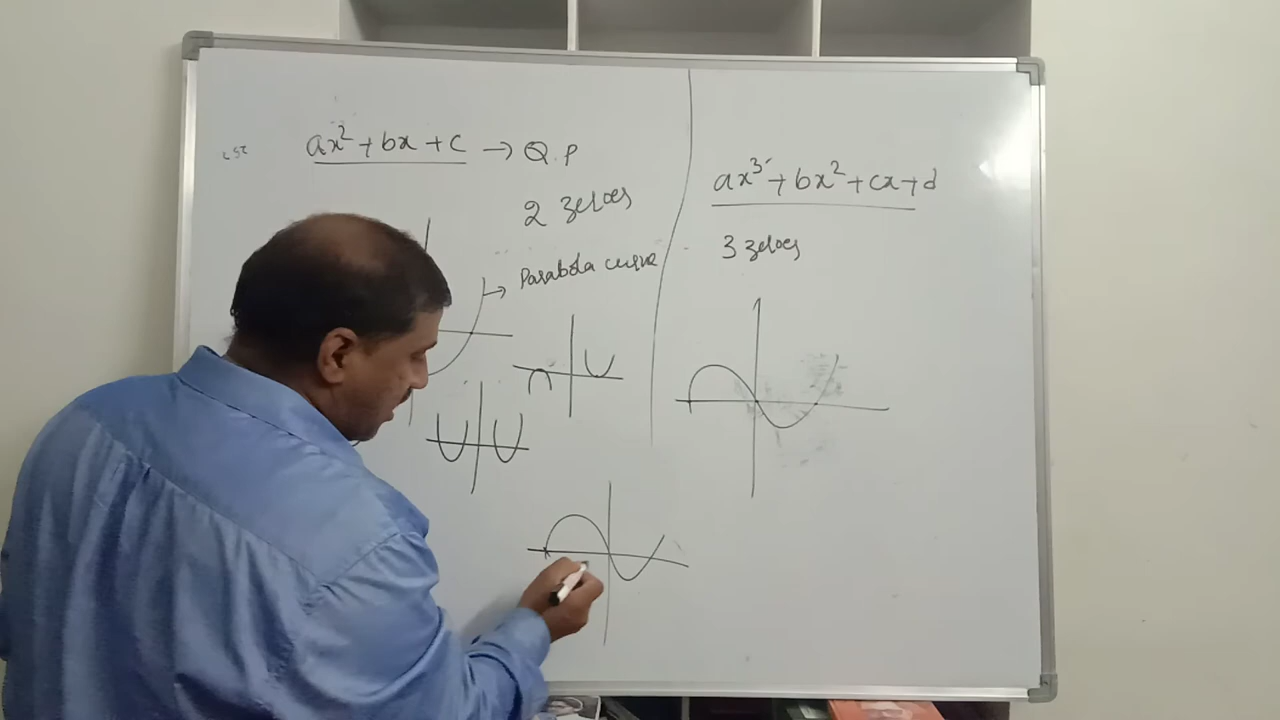 ax²+bx+c → Q.P
2 zeroes
→ Parabola curve
ax³+bx²+cx+d
3 zeroes